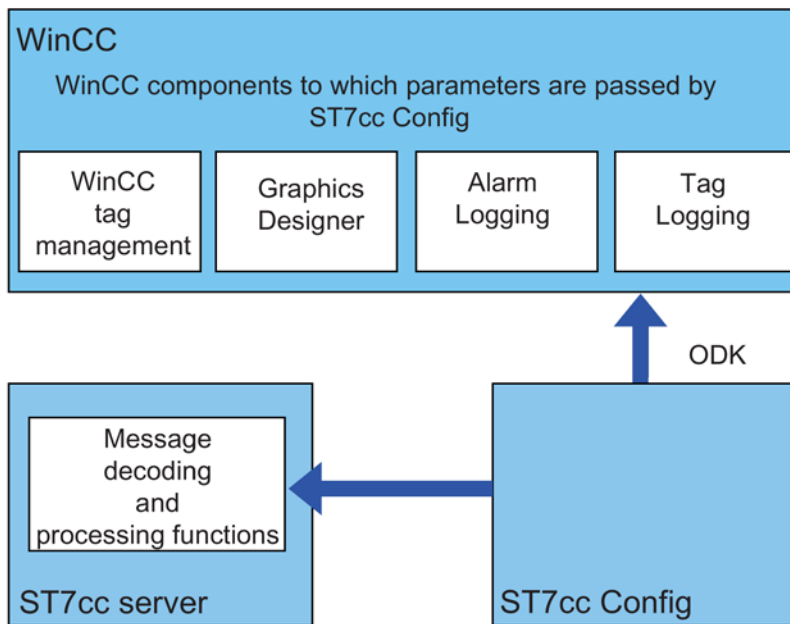 WinCC
WinCC components to which parameters are passed by
ST7cc Config
WinCC
tag
management
Graphics
Designer
Alarm
Logging
Tag
Logging
ODK
Message
decoding
and
processing functions
ST7cc server
ST7cc Config